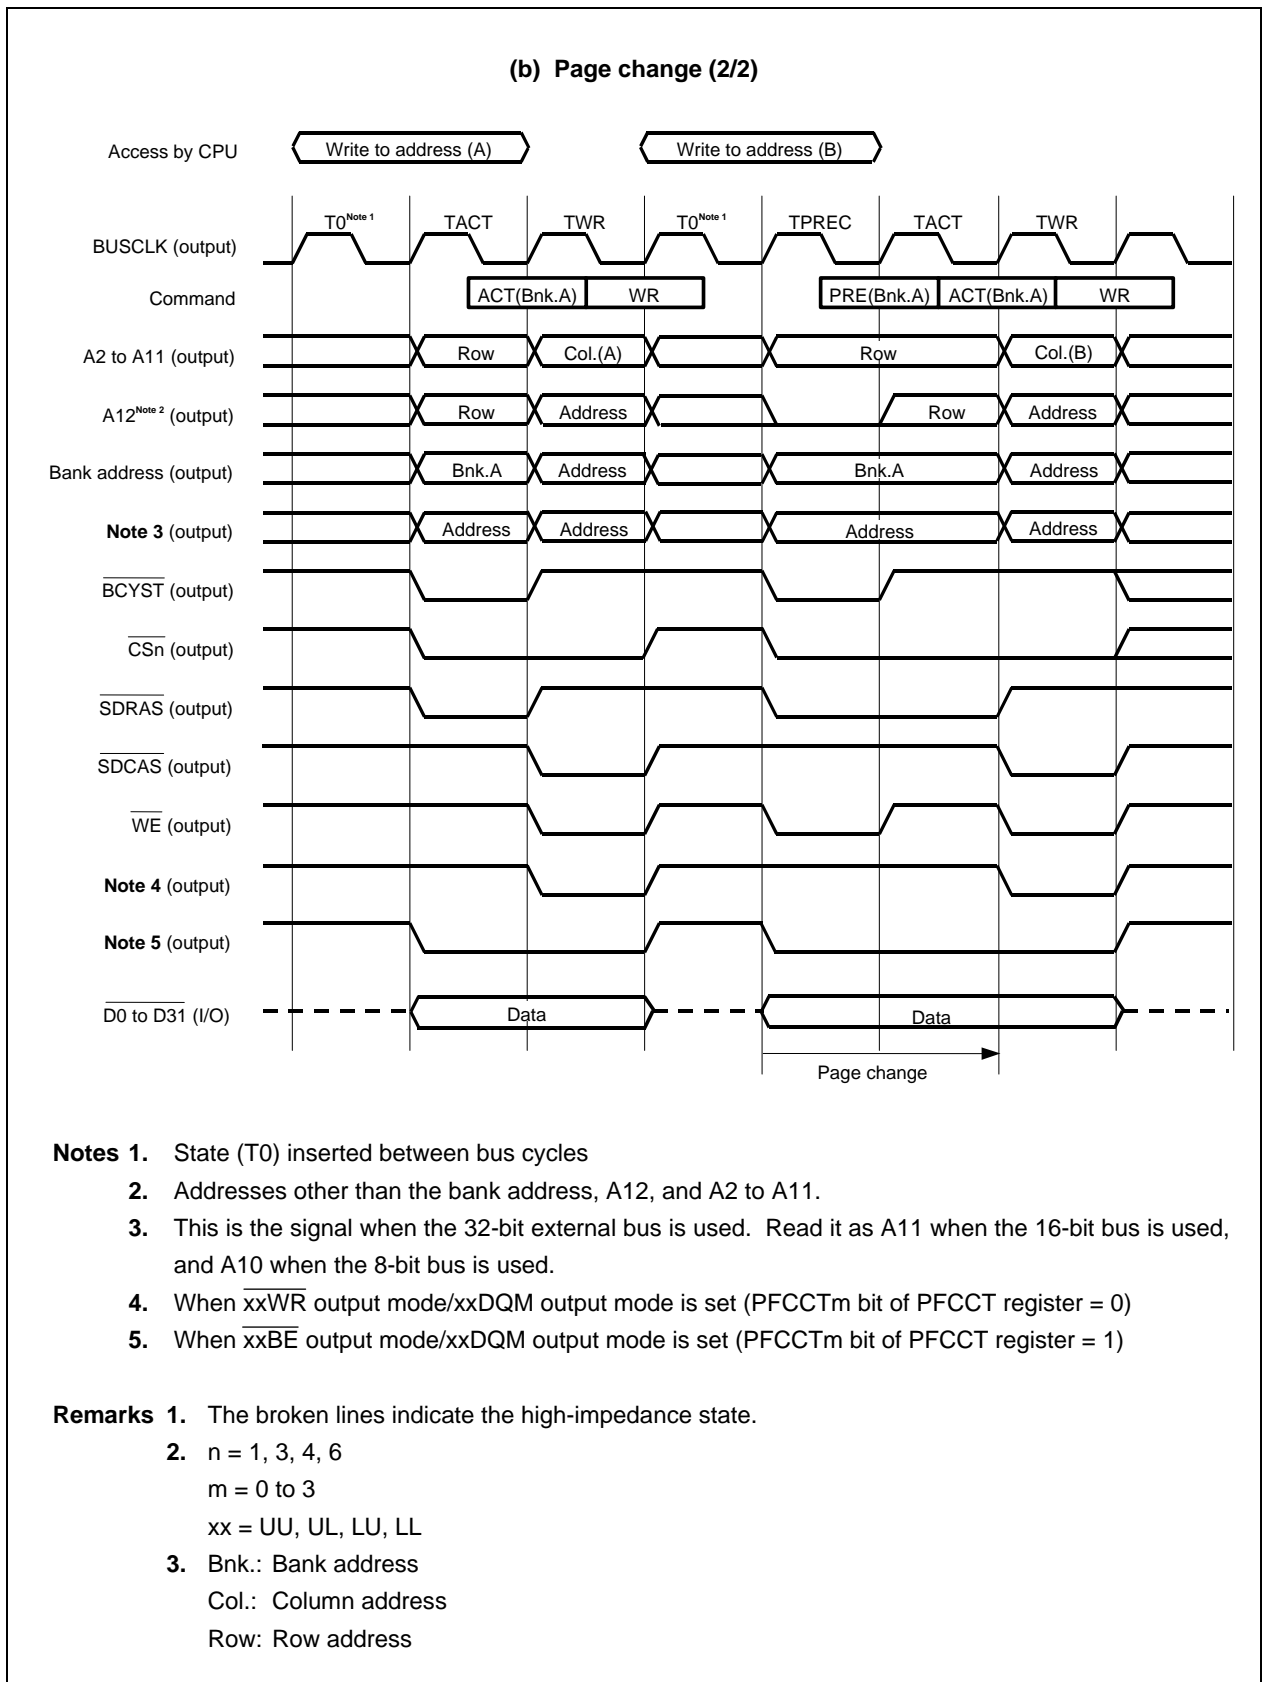 (b) Page change (2/2)
Access by CPU Write to address (A) Write to address (B)
T0Note 1 TACT TWR T0Note 1 TPREC TACT TWR
BUSCLK (output)
Command ACT(Bnk.A) WR PRE(Bnk.A) ACT(Bnk.A) WR
A2 to A11 (output) Row Col.(A) Row Col.(B)
A12Note 2 (output) Row Address Row Address
Bank address (output) Bnk.A Address Bnk.A Address
Note 3 (output) Address Address Address Address
BCYST (output)
CSn (output)
SDRAS (output)
SDCAS (output)
WE (output)
Note 4 (output)
Note 5 (output)
D0 to D31 (I/O) Data Data
Page change
Notes 1. State (T0) inserted between bus cycles
2. Addresses other than the bank address, A12, and A2 to A11.
3. This is the signal when the 32-bit external bus is used. Read it as A11 when the 16-bit bus is used,
and A10 when the 8-bit bus is used.
4. When xxWR output mode/xxDQM output mode is set (PFCCTm bit of PFCCT register = 0)
5. When xxBE output mode/xxDQM output mode is set (PFCCTm bit of PFCCT register = 1)
Remarks 1. The broken lines indicate the high-impedance state.
2. n = 1, 3, 4, 6
m = 0 to 3
xx = UU, UL, LU, LL
3. Bnk.: Bank address
Col.: Column address
Row: Row address